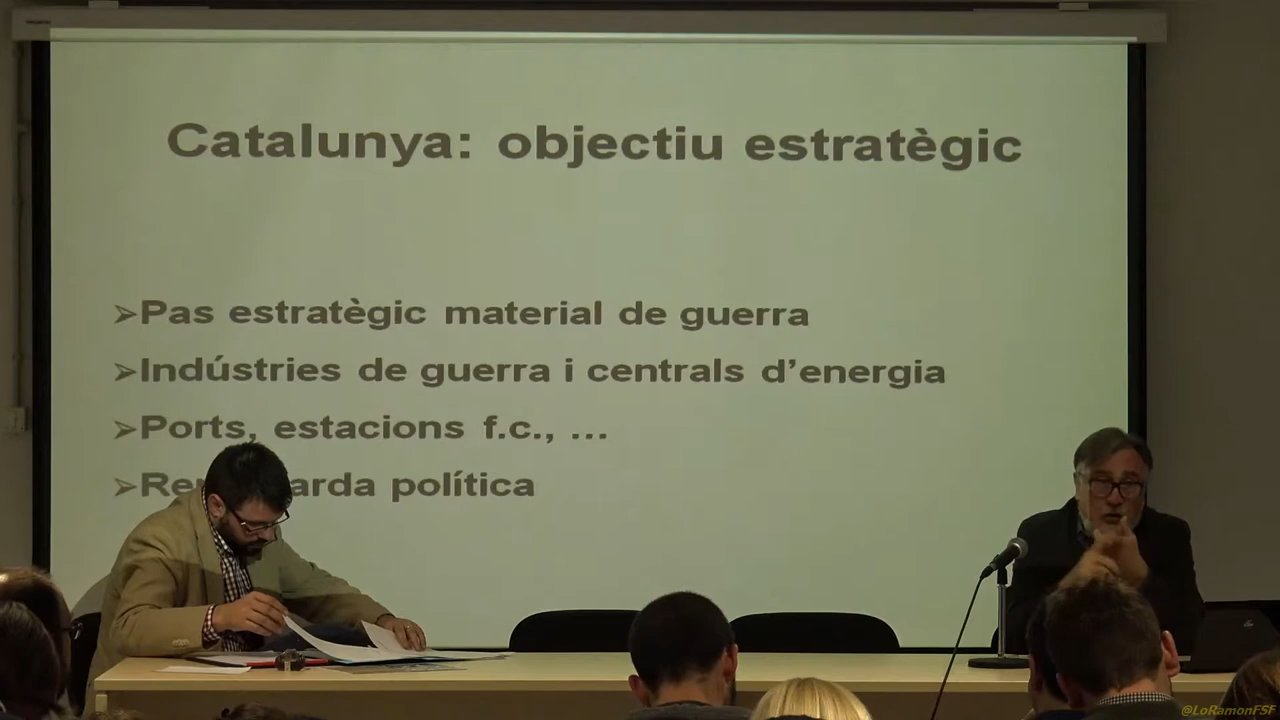 Catalunya: objectiu estratègic
➢Pas estratègic material de guerra
➢Indústries de guerra i centrals d’energia
➢Ports, estacions f.c., ...
política
@LoRamonFSF